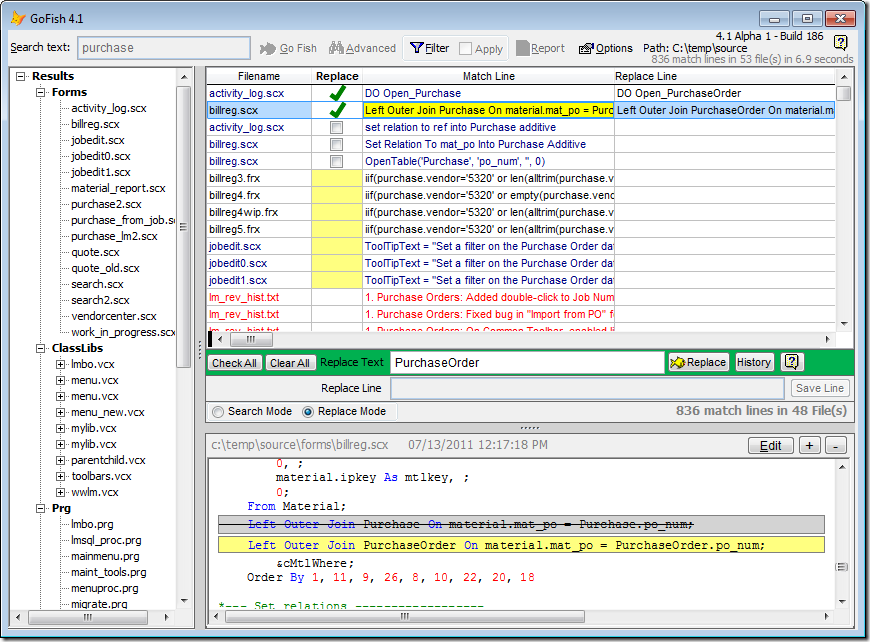 GoFish 4.1
Search text: purchase Go Fish Advanced Filter Apply Report Options
4.1 Alpha 1 - Build 186
Path: C:\temp\source
836 match lines in 53 file(s) in 6.9 seconds
Results
Forms
activity_log.scx
billreg.scx
jobedit.scx
jobedit0.scx
jobedit1.scx
material_report.scx
purchase2.scx
purchase_from_job.s
purchase_lm2.scx
quote.scx
quote_old.scx
search.scx
search2.scx
vendorcenter.scx
work_in_progress.scx
ClassLibs
lmbo.vcx
menu.vcx
menu.vcx
menu_new.vcx
mylib.vcx
mylib.vcx
parentchild.vcx
toolbars.vcx
wwlm.vcx
Prg
lmbo.prg
lmsql_proc.prg
mainmenu.prg
maint_tools.prg
menuproc.prg
migrate.prg
Filename Replace Match Line Replace Line
activity_log.scx DO Open_Purchase DO Open_PurchaseOrder
billreg.scx Left Outer Join Purchase On material.mat_po = Purc Left Outer Join PurchaseOrder On material.m
activity_log.scx set relation to ref into Purchase additive
billreg.scx Set Relation To mat_po Into Purchase Additive
billreg.scx OpenTable('Purchase', 'po_num', '', 0)
billreg3.frx iif(purchase.vendor='5320' or len(alltrim(purchase.v
billreg4.frx iif(purchase.vendor='5320' or empty(purchase.vend
billreg4wip.frx iif(purchase.vendor='5320' or len(alltrim(purchase.v
billreg5.frx iif(purchase.vendor='5320' or len(alltrim(purchase.v
jobedit.scx ToolTipText = "Set a filter on the Purchase Order da
jobedit0.scx ToolTipText = "Set a filter on the Purchase Order da
jobedit1.scx ToolTipText = "Set a filter on the Purchase Order da
lm_rev_hist.txt 1. Purchase Orders: Added double-click to Job Num
lm_rev_hist.txt 1. Purchase Orders: Fixed bug in "Import from PO" f
lm_rev_hist.txt 1. Purchase Orders: On Common Toolbar, enabled
Check All Clear All Replace Text PurchaseOrder Replace History
Replace Line Save Line
Search Mode Replace Mode 836 match lines in 48 File(s)
c:\temp\source\forms\billreg.scx 07/13/2011 12:17:18 PM Edit + -
0, ;
material.ipkey As mtlkey, ;
0;
From Material;
Left Outer Join Purchase On material.mat_po = Purchase.po_num;
Left Outer Join PurchaseOrder On material.mat_po = PurchaseOrder.po_num;
&cMtlWhere;
Order By 1, 11, 9, 26, 8, 10, 22, 20, 18
*--- Set relations ------------------